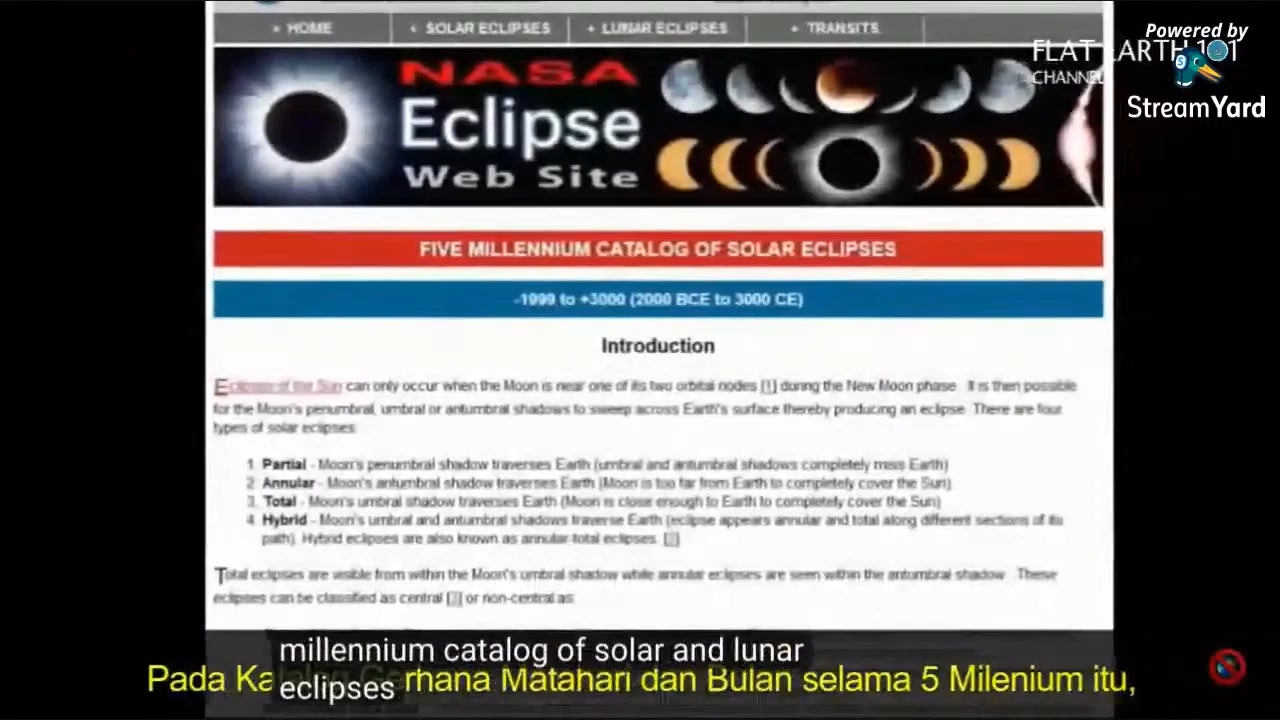 HOME
SOLAR ECLIPSES
LUNAR ECLIPSES
TRANSITS
Powered by
FLAT EARTH 101
CHANNEL
StreamYard
NASA
Eclipse
Web Site
FIVE MILLENNIUM CATALOG OF SOLAR ECLIPSES
-1999 to +3000 (2000 BCE to 3000 CE)
Introduction
Eclipses of the Sun can only occur when the Moon is near one of its two orbital nodes [1] during the New Moon phase. It is then possible
for the Moon's penumbral, umbral or antumbral shadows to sweep across Earth's surface thereby producing an eclipse. There are four
types of solar eclipses
1 Partial - Moon's penumbral shadow traverses Earth (umbral and antumbral shadows completely miss Earth)
2 Annular - Moon's antumbral shadow traverses Earth (Moon is too far from Earth to completely cover the Sun)
3. Total - Moon's umbral shadow traverses Earth (Moon is close enough to Earth to completely cover the Sun)
4 Hybrid - Moon's umbral and antumbral shadows traverse Earth (eclipse appears annular and total along different sections of its
path). Hybrid eclipses are also known as annular-total eclipses.
Total eclipses are visible from within the Moon's umbral shadow while annular eclipses are seen within the antumbral shadow. These
eclipses can be classified as central or non-central as:
millennium catalog of solar and lunar
eclipses
Pada Ka rhana Matahari dan Bulan selama 5 Milenium itu,